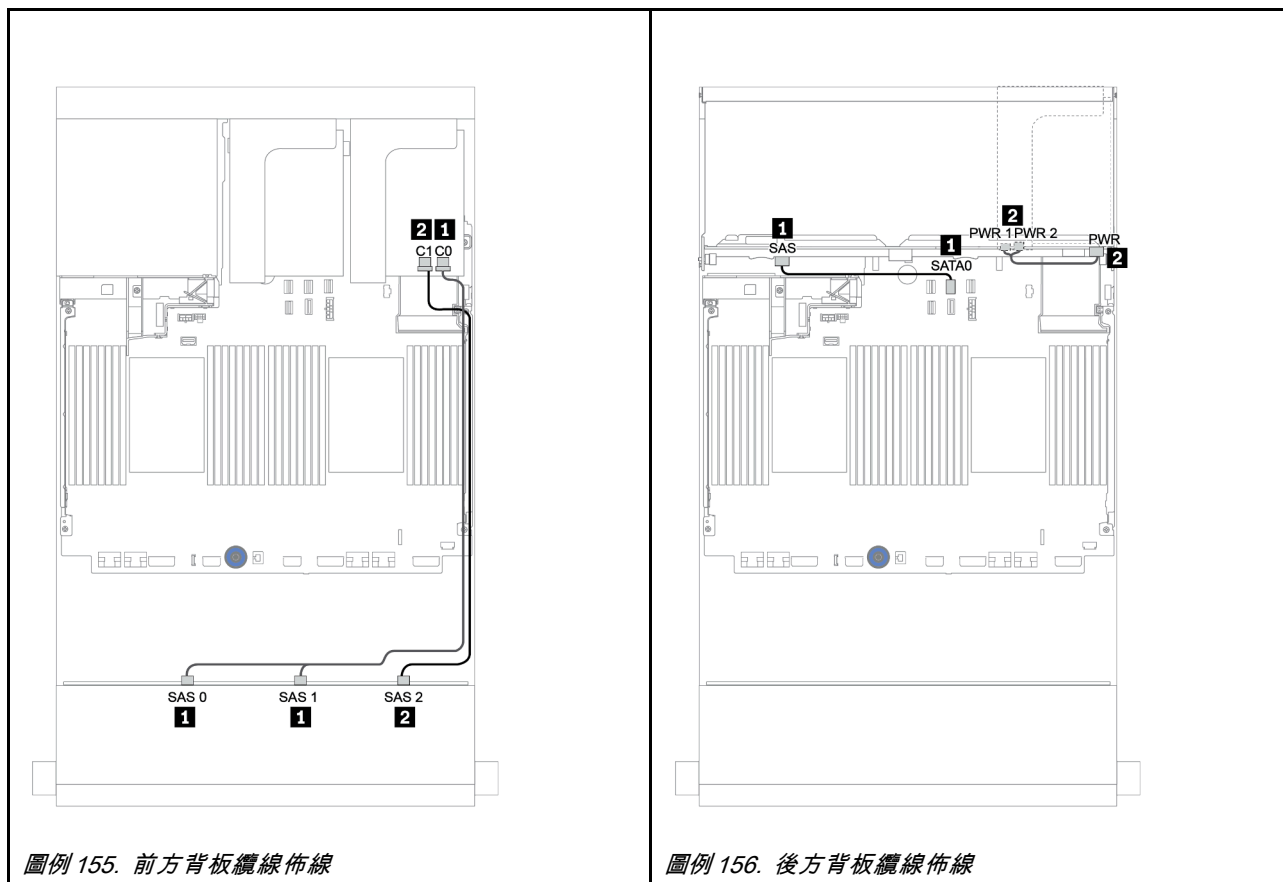 2 1
C1 C0
SAS 0 SAS 1 SAS 2
1 1 2
圖例 155. 前方背板纜線佈線
1
SAS
1
SATA0
2
PWR 1 PWR 2
PWR
2
圖例 156. 後方背板纜線佈線